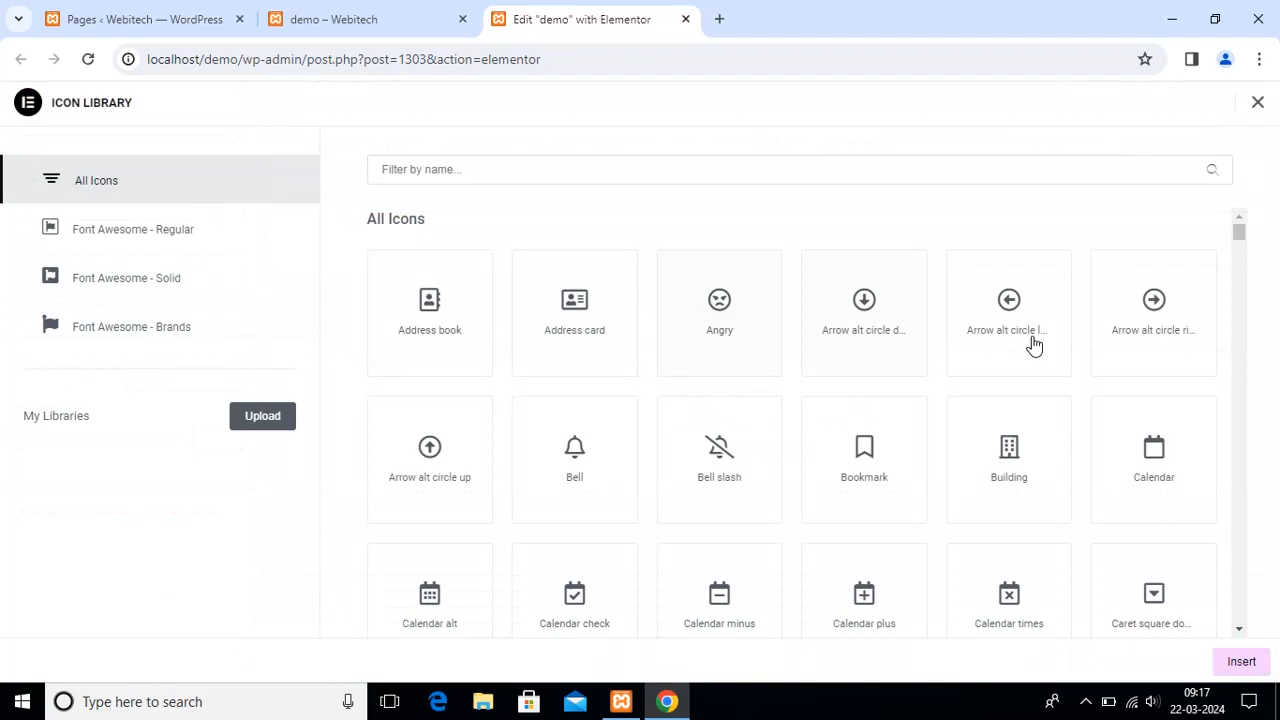 Pages ‹ Webitech — WordPress
demo – Webitech
Edit "demo" with Elementor
localhost/demo/wp-admin/post.php?post=1303&action=elementor
ICON LIBRARY
All Icons
Font Awesome - Regular
Font Awesome - Solid
Font Awesome - Brands
My Libraries
Upload
Filter by name...
All Icons
Address book
Address card
Angry
Arrow alt circle d...
Arrow alt circle l...
Arrow alt circle ri...
Arrow alt circle up
Bell
Bell slash
Bookmark
Building
Calendar
Calendar alt
Calendar check
Calendar minus
Calendar plus
Calendar times
Caret square do...
Insert
Type here to search
09:17
22-03-2024